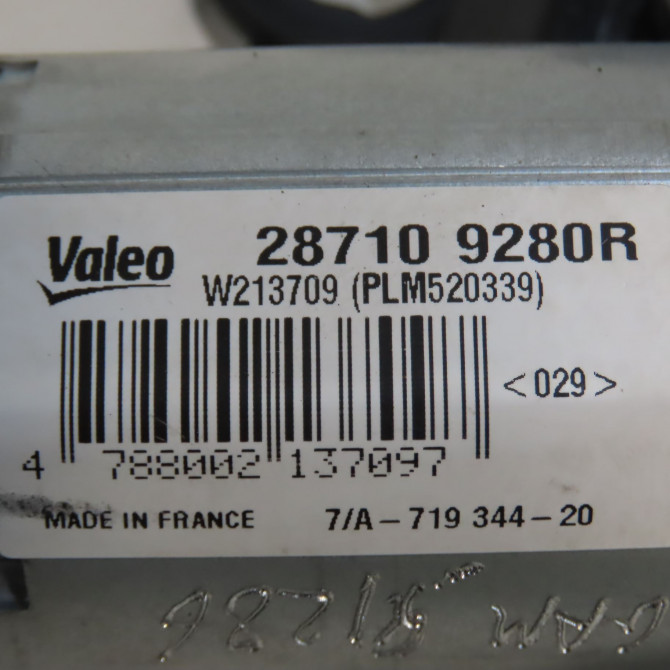 Valeo 28710 9280R
W213709 (PLM520339)
<029>
4 788002 137097
MADE IN FRANCE 7/A-719 344-20